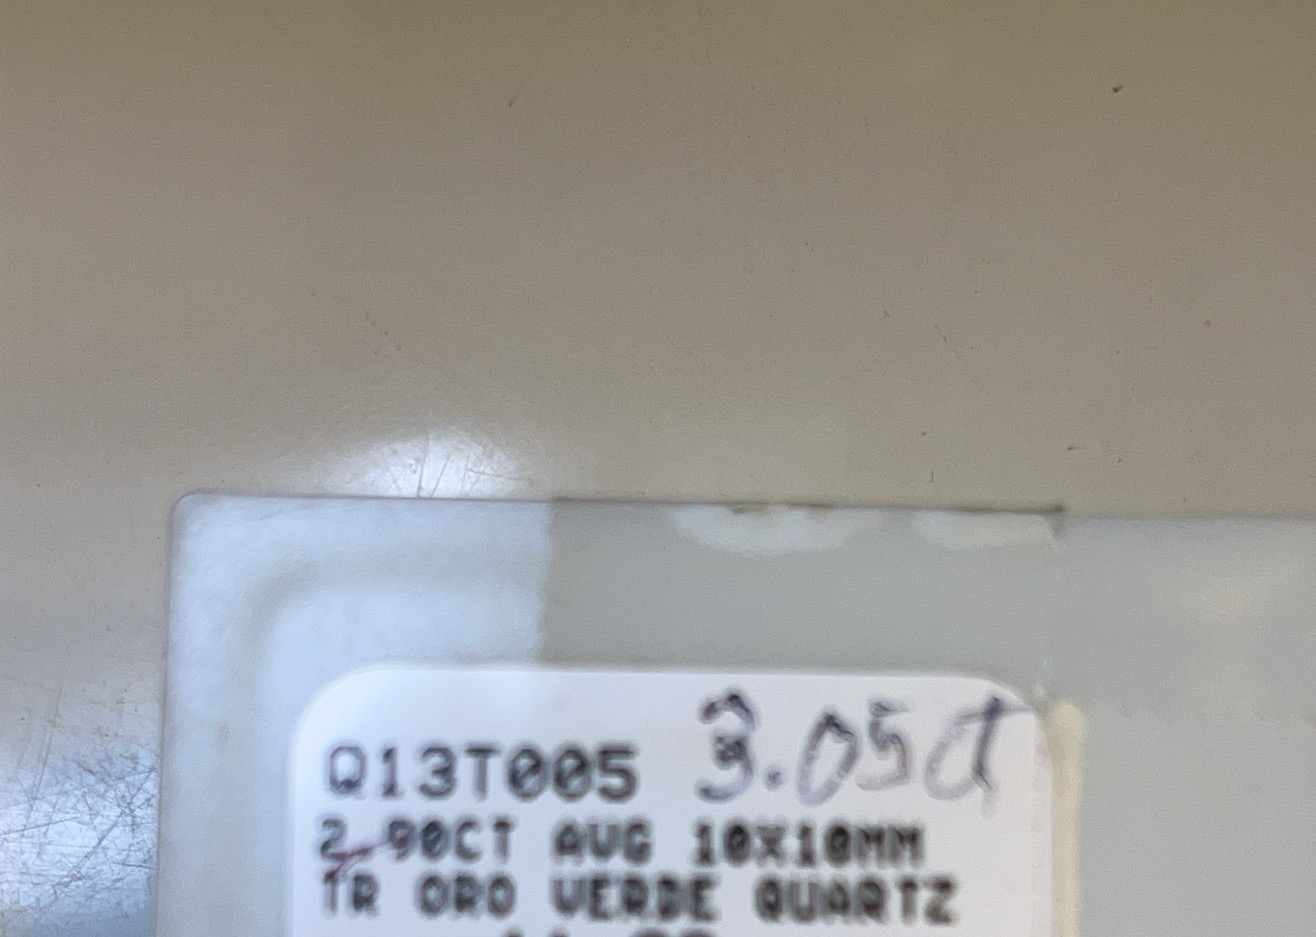 Q13T005 3.05ct
2.90CT AVG 10X10MM
TR ORO VERDE QUARTZ